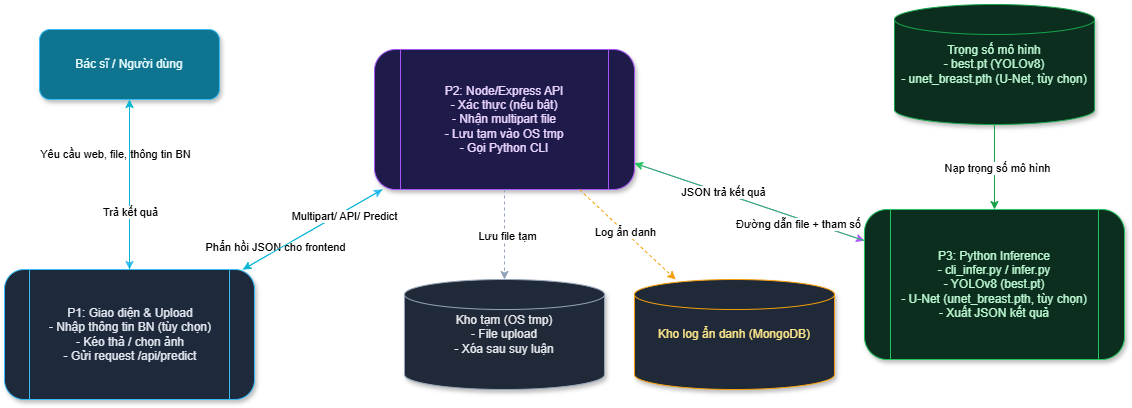 Bác sĩ / Người dùng
Yêu cầu web, file, thông tin BN
Trả kết quả
P1: Giao diện & Upload
- Nhập thông tin BN (tùy chọn)
- Kéo thả / chọn ảnh
- Gửi request /api/predict
Multipart/ API/ Predict
Phẩn hồi JSON cho frontend
P2: Node/Express API
- Xác thực (nếu bật)
- Nhận multipart file
- Lưu tạm vào OS tmp
- Gọi Python CLI
Lưu file tạm
Log ẩn danh
Kho tạm (OS tmp)
- File upload
- Xóa sau suy luận
Kho log ẩn danh (MongoDB)
JSON trả kết quả
Đường dẫn file + tham số
Trọng số mô hình
- best.pt (YOLOv8)
- unet_breast.pth (U-Net, tùy chọn)
Nạp trọng số mô hình
P3: Python Inference
- cli_infer.py / infer.py
- YOLOv8 (best.pt)
- U-Net (unet_breast.pth, tùy chọn)
- Xuất JSON kết quả